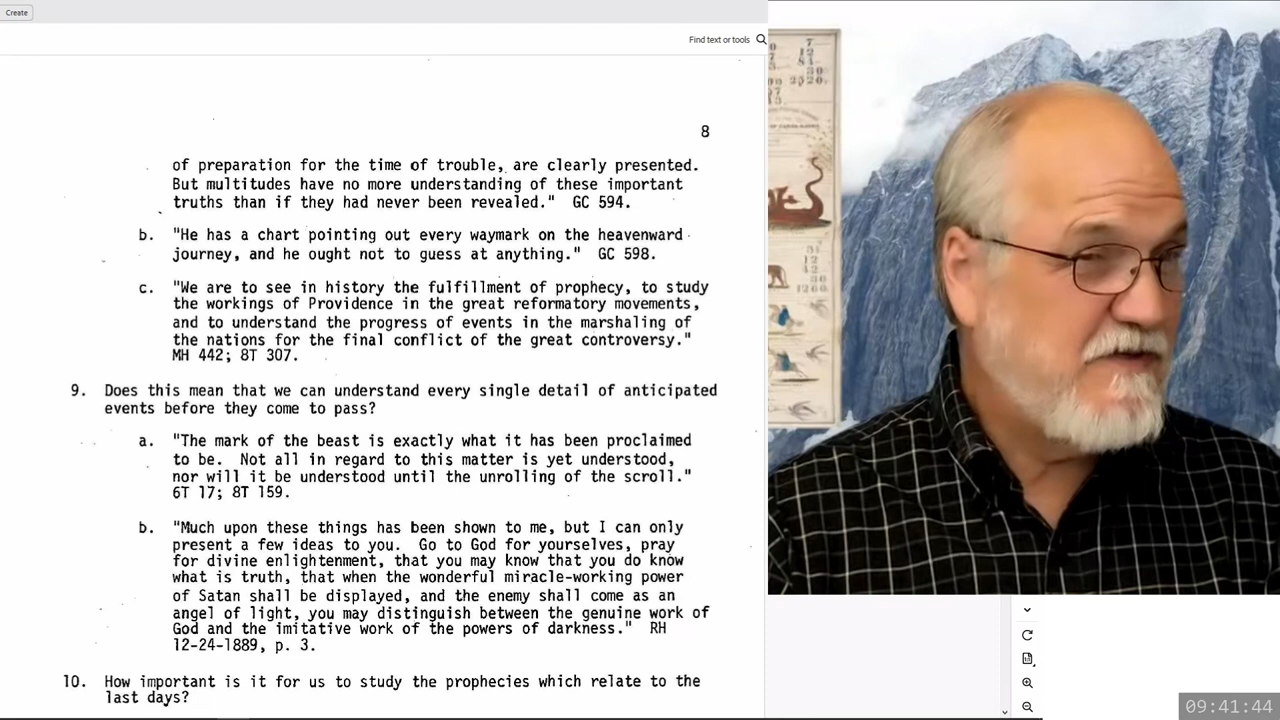 Create
Find text or tools
8
of preparation for the time of trouble, are clearly presented.
But multitudes have no more understanding of these important
truths than if they had never been revealed." GC 594.
b. "He has a chart pointing out every waymark on the heavenward
journey, and he ought not to guess at anything." GC 598.
c. "We are to see in history the fulfillment of prophecy, to study
the workings of Providence in the great reformatory movements,
and to understand the progress of events in the marshaling of
the nations for the final conflict of the great controversy."
MH 442; 8T 307.
9. Does this mean that we can understand every single detail of anticipated
events before they come to pass?
a. "The mark of the beast is exactly what it has been proclaimed
to be. Not all in regard to this matter is yet understood,
nor will it be understood until the unrolling of the scroll."
6T 17; 8T 159.
b. "Much upon these things has been shown to me, but I can only
present a few ideas to you. Go to God for yourselves, pray
for divine enlightenment, that you may know that you do know
what is truth, that when the wonderful miracle-working power
of Satan shall be displayed, and the enemy shall come as an
angel of light, you may distinguish between the genuine work of
God and the imitative work of the powers of darkness." RH
12-24-1889, p. 3.
10. How important is it for us to study the prophecies which relate to the
last days?
09:41:44